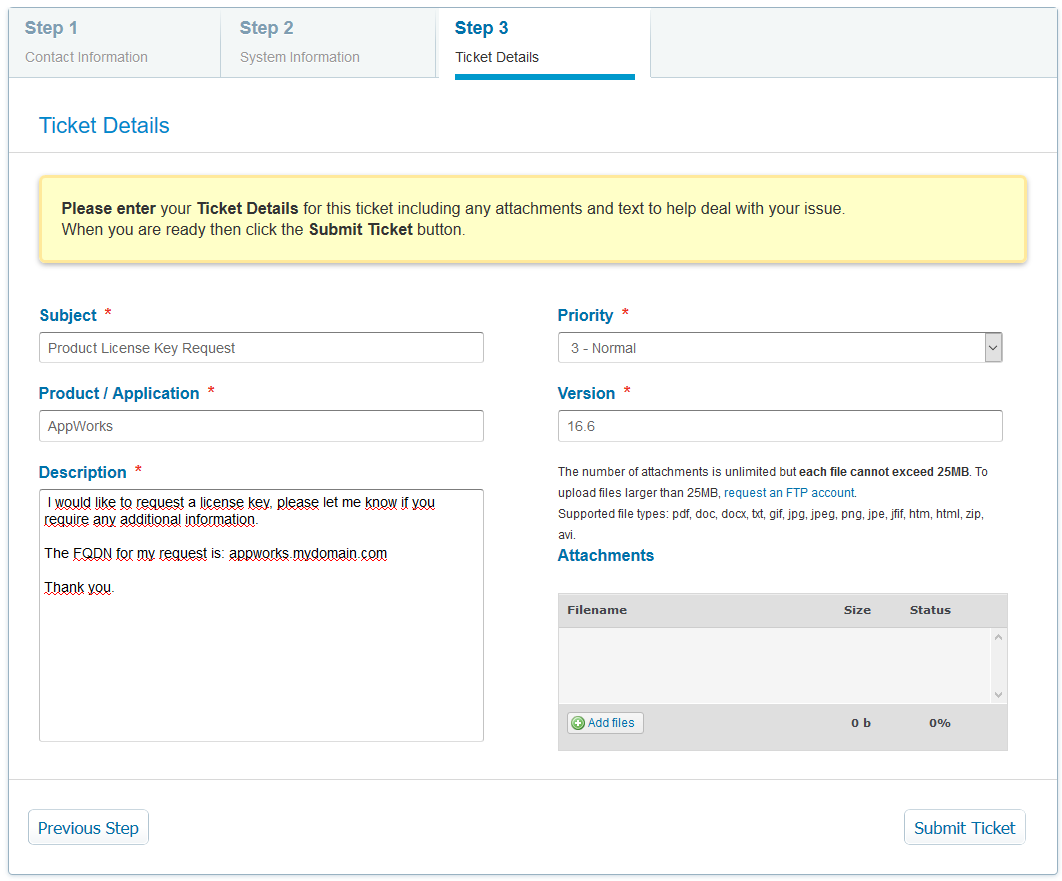 Step 1
Contact Information
Step 2
System Information
Step 3
Ticket Details
Ticket Details
Please enter your Ticket Details for this ticket including any attachments and text to help deal with your issue.
When you are ready then click the Submit Ticket button.
Subject *
Product License Key Request
Priority *
3 - Normal
Product / Application *
AppWorks
Version *
16.6
Description *
I would like to request a license key, please let me know if you
require any additional information.
The FQDN for my request is: appworks.mydomain.com
Thank you.
The number of attachments is unlimited but each file cannot exceed 25MB. To
upload files larger than 25MB, request an FTP account.
Supported file types: pdf, doc, docx, txt, gif, jpg, jpeg, png, jpe, jfif, htm, html, zip,
avi.
Attachments
Filename Size Status
Add files 0 b 0%
Previous Step
Submit Ticket